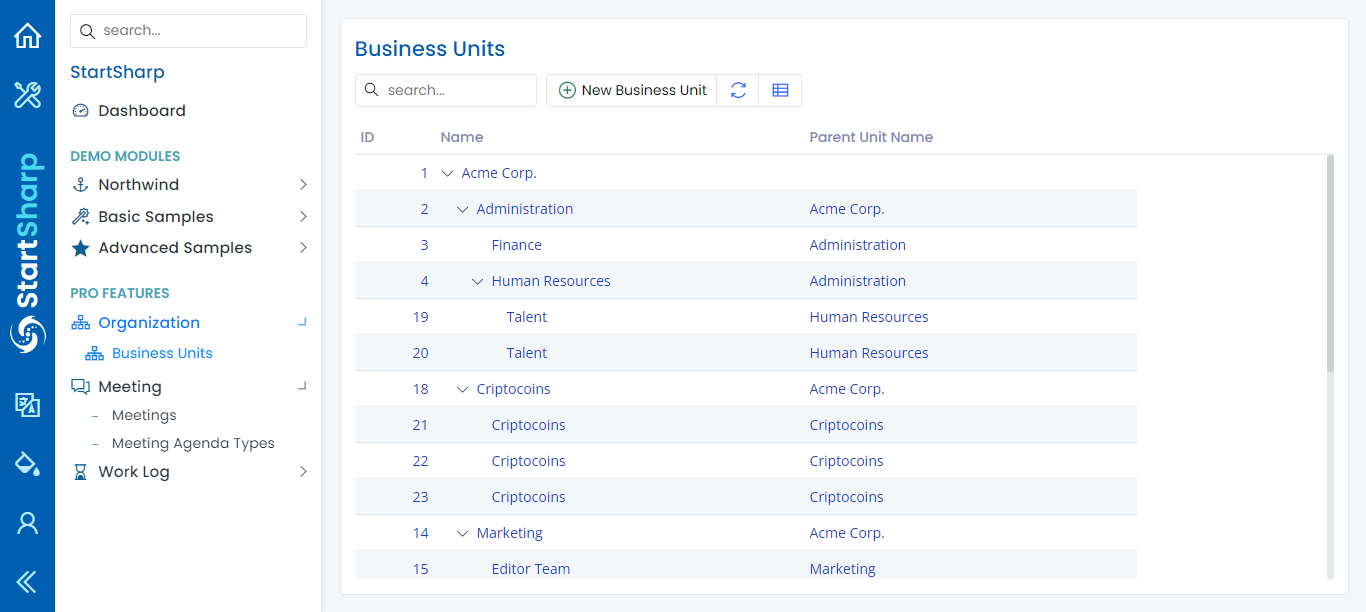 StartSharp
search...
StartSharp
Dashboard
DEMO MODULES
Northwind
Basic Samples
Advanced Samples
PRO FEATURES
Organization
Business Units
Meeting
Meetings
Meeting Agenda Types
Work Log
Business Units
search... New Business Unit
ID Name Parent Unit Name
1 Acme Corp.
2 Administration Acme Corp.
3 Finance Administration
4 Human Resources Administration
19 Talent Human Resources
20 Talent Human Resources
18 Criptocoins Acme Corp.
21 Criptocoins Criptocoins
22 Criptocoins Criptocoins
23 Criptocoins Criptocoins
14 Marketing Acme Corp.
15 Editor Team Marketing